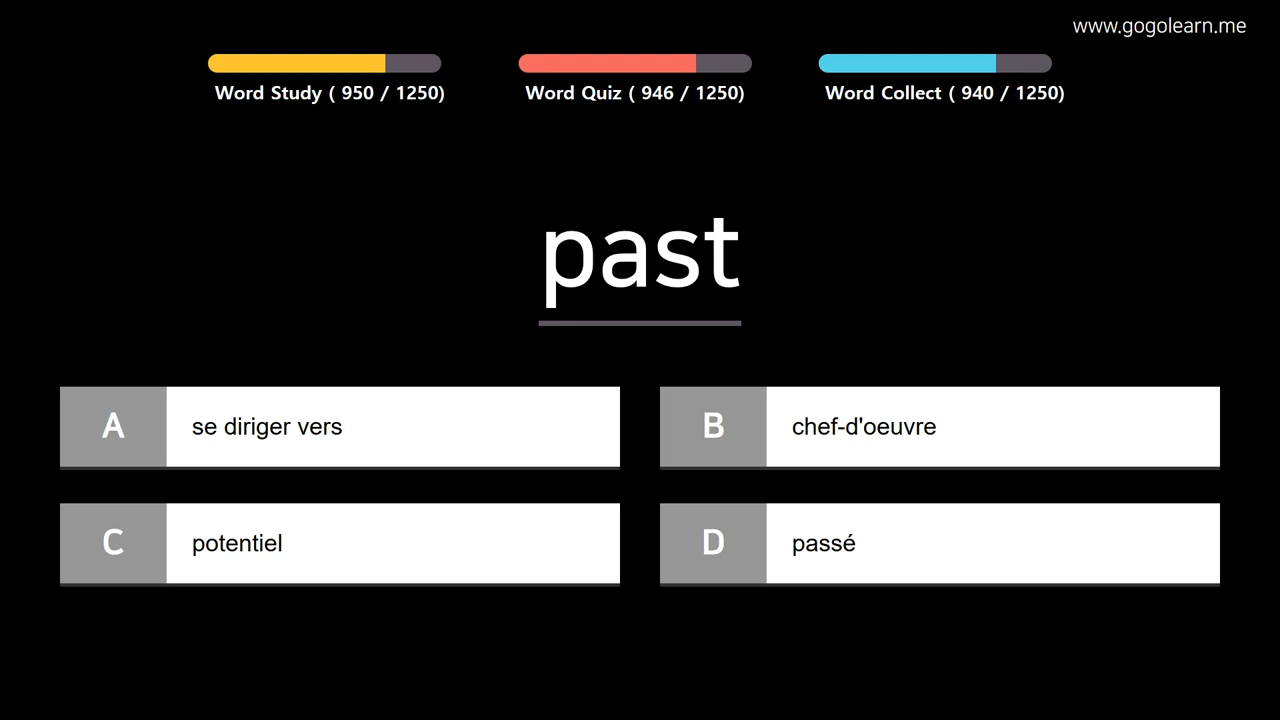 www.gogolearn.me
Word Study ( 950 / 1250)
Word Quiz ( 946 / 1250)
Word Collect ( 940 / 1250)
past
A se diriger vers
B chef-d'oeuvre
C potentiel
D passé